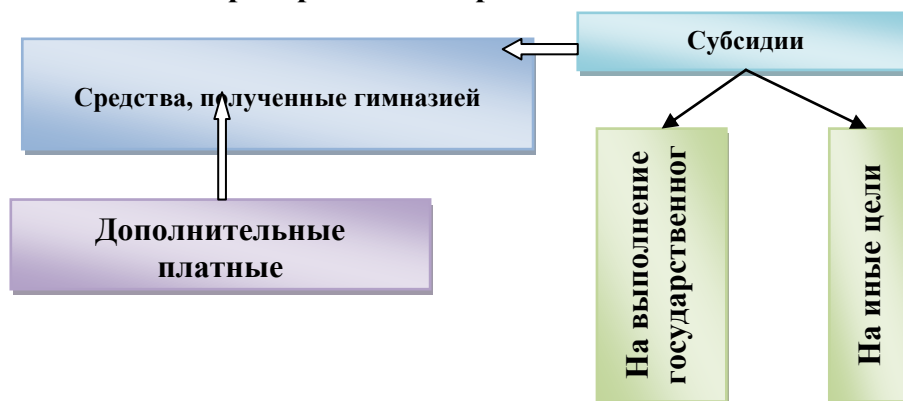 Субсидии
Средства, полученные гимназией
Дополнительные
платные
На выполнение
государственног
На иные цели